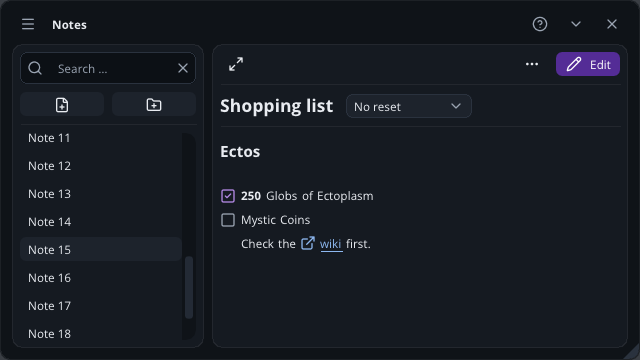 Notes
Search ...
Note 11
Note 12
Note 13
Note 14
Note 15
Note 16
Note 17
Note 18
Edit
Shopping list
No reset
Ectos
250 Globs of Ectoplasm
Mystic Coins
Check the wiki first.